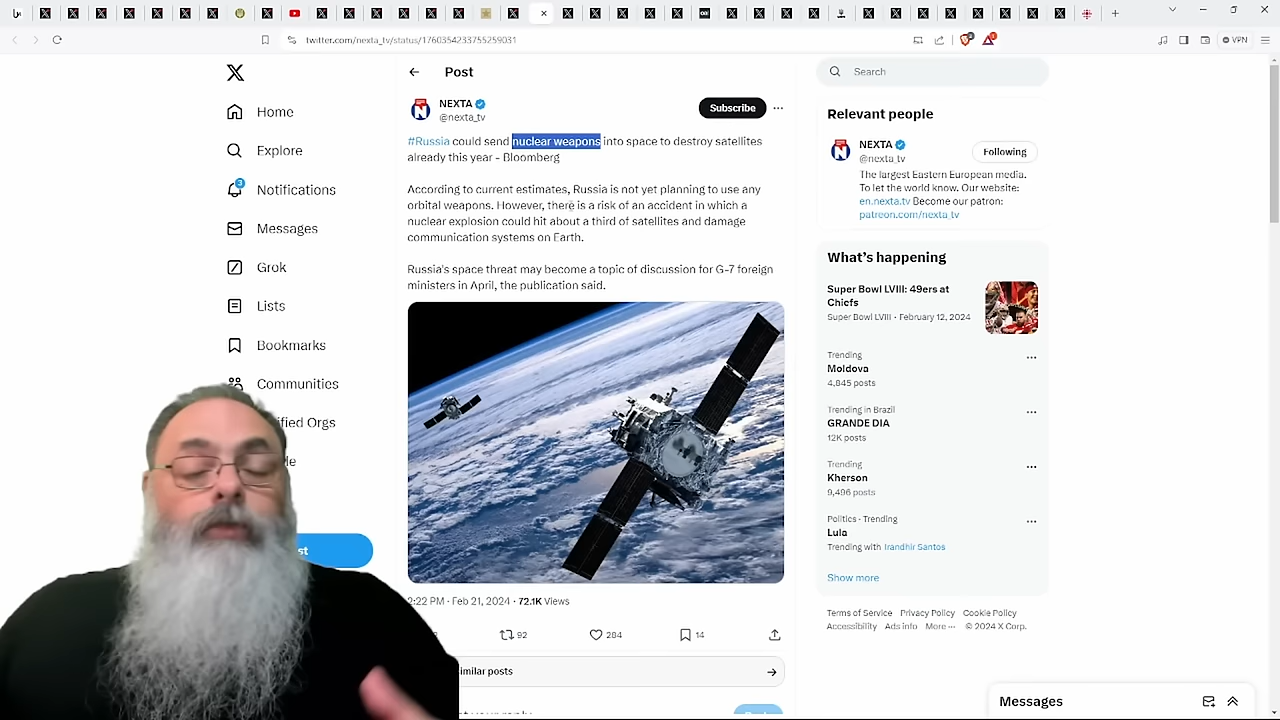 twitter.com/nexta_tv/status/1760354233755259031
VPN
Home
Explore
3
Notifications
Messages
Grok
Lists
Bookmarks
Communities
Post
NEXTA
@nexta_tv
Subscribe
#Russia could send nuclear weapons into space to destroy satellites
already this year - Bloomberg
According to current estimates, Russia is not yet planning to use any
orbital weapons. However, there is a risk of an accident in which a
nuclear explosion could hit about a third of satellites and damage
communication systems on Earth.
Russia's space threat may become a topic of discussion for G-7 foreign
ministers in April, the publication said.
2:22 PM · Feb 21, 2024 · 72.1K Views
92
284
14
Search
Relevant people
NEXTA
@nexta_tv
Following
The largest Eastern European media.
To let the world know. Our website:
en.nexta.tv Become our patron:
patreon.com/nexta_tv
What's happening
Super Bowl LVIII: 49ers at
Chiefs
Super Bowl LVIII · February 12, 2024
Trending
Moldova
4,845 posts
Trending in Brazil
GRANDE DIA
12K posts
Trending
Kherson
9,496 posts
Politics · Trending
Lula
Trending with Irandhir Santos
Show more
Terms of Service Privacy Policy Cookie Policy
Accessibility Ads info More ··· © 2024 X Corp.
Messages